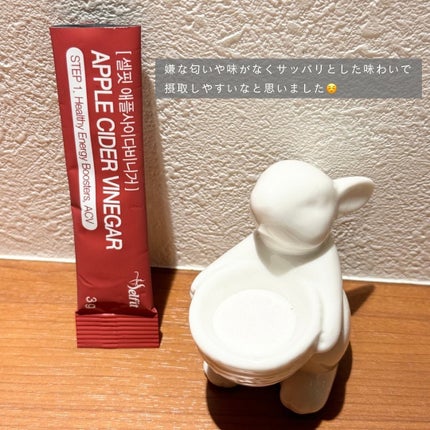 嫌な匂いや味がなくサッパリとした味わいで
摂取しやすいなと思いました☺️
[셀핏 애플사이다비니거]
APPLE CIDER VINEGAR
STEP 1. Healthy Energy Boosters, ACV
Selfit
3g